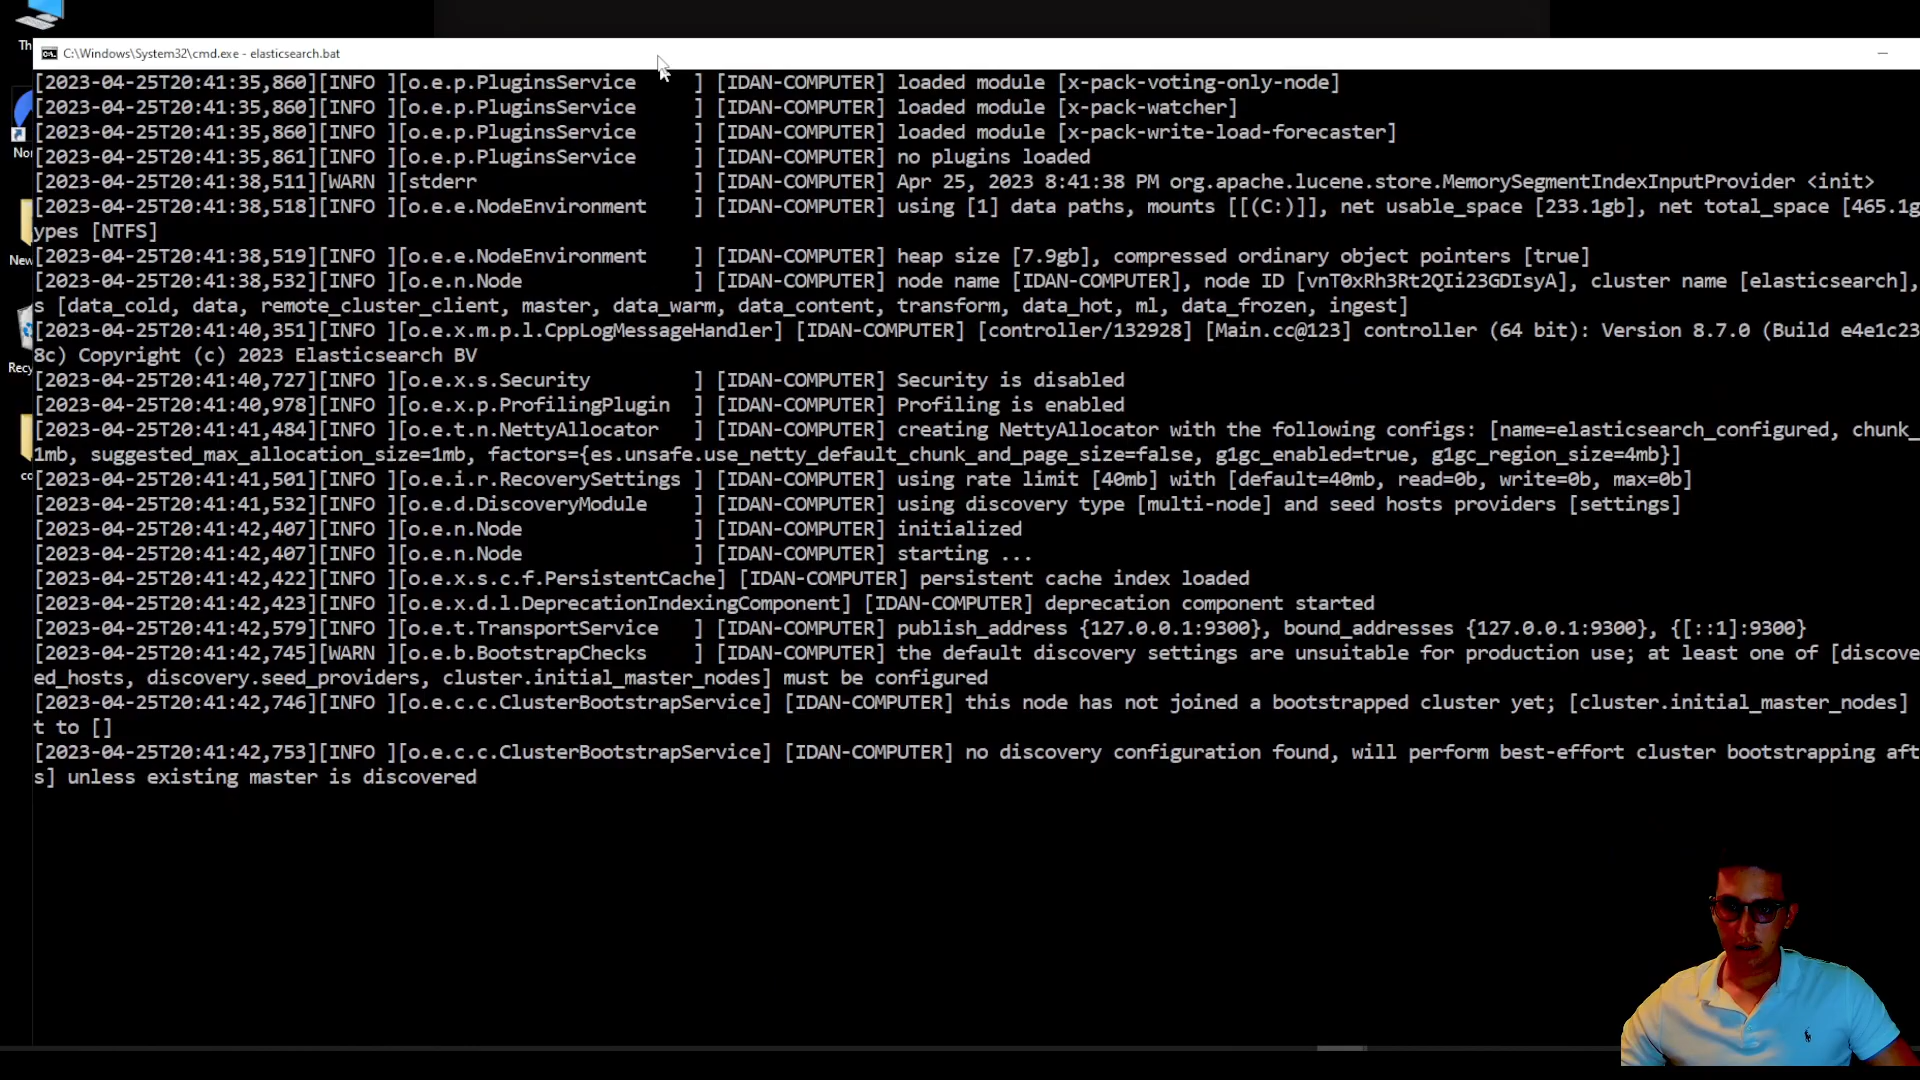 Th
C:\Windows\System32\cmd.exe - elasticsearch.bat
[2023-04-25T20:41:35,860][INFO ][o.e.p.PluginsService     ] [IDAN-COMPUTER] loaded module [x-pack-voting-only-node]
[2023-04-25T20:41:35,860][INFO ][o.e.p.PluginsService     ] [IDAN-COMPUTER] loaded module [x-pack-watcher]
[2023-04-25T20:41:35,860][INFO ][o.e.p.PluginsService     ] [IDAN-COMPUTER] loaded module [x-pack-write-load-forecaster]
[2023-04-25T20:41:35,861][INFO ][o.e.p.PluginsService     ] [IDAN-COMPUTER] no plugins loaded
[2023-04-25T20:41:38,511][WARN ][stderr                   ] [IDAN-COMPUTER] Apr 25, 2023 8:41:38 PM org.apache.lucene.store.MemorySegmentIndexInputProvider <init>
[2023-04-25T20:41:38,518][INFO ][o.e.e.NodeEnvironment    ] [IDAN-COMPUTER] using [1] data paths, mounts [[(C:)]], net usable_space [233.1gb], net total_space [465.1g
ypes [NTFS]
[2023-04-25T20:41:38,519][INFO ][o.e.e.NodeEnvironment    ] [IDAN-COMPUTER] heap size [7.9gb], compressed ordinary object pointers [true]
[2023-04-25T20:41:38,532][INFO ][o.e.n.Node               ] [IDAN-COMPUTER] node name [IDAN-COMPUTER], node ID [vnT0xRh3Rt2QIi23GDIsyA], cluster name [elasticsearch],
s [data_cold, data, remote_cluster_client, master, data_warm, data_content, transform, data_hot, ml, data_frozen, ingest]
[2023-04-25T20:41:40,351][INFO ][o.e.x.m.p.l.CppLogMessageHandler] [IDAN-COMPUTER] [controller/132928] [Main.cc@123] controller (64 bit): Version 8.7.0 (Build e4e1c23
8c) Copyright (c) 2023 Elasticsearch BV
[2023-04-25T20:41:40,727][INFO ][o.e.x.s.Security         ] [IDAN-COMPUTER] Security is disabled
[2023-04-25T20:41:40,978][INFO ][o.e.x.p.ProfilingPlugin  ] [IDAN-COMPUTER] Profiling is enabled
[2023-04-25T20:41:41,484][INFO ][o.e.t.n.NettyAllocator   ] [IDAN-COMPUTER] creating NettyAllocator with the following configs: [name=elasticsearch_configured, chunk_
1mb, suggested_max_allocation_size=1mb, factors={es.unsafe.use_netty_default_chunk_and_page_size=false, g1gc_enabled=true, g1gc_region_size=4mb}]
[2023-04-25T20:41:41,501][INFO ][o.e.i.r.RecoverySettings ] [IDAN-COMPUTER] using rate limit [40mb] with [default=40mb, read=0b, write=0b, max=0b]
[2023-04-25T20:41:41,532][INFO ][o.e.d.DiscoveryModule    ] [IDAN-COMPUTER] using discovery type [multi-node] and seed hosts providers [settings]
[2023-04-25T20:41:42,407][INFO ][o.e.n.Node               ] [IDAN-COMPUTER] initialized
[2023-04-25T20:41:42,407][INFO ][o.e.n.Node               ] [IDAN-COMPUTER] starting ...
[2023-04-25T20:41:42,422][INFO ][o.e.x.s.c.f.PersistentCache] [IDAN-COMPUTER] persistent cache index loaded
[2023-04-25T20:41:42,423][INFO ][o.e.x.d.l.DeprecationIndexingComponent] [IDAN-COMPUTER] deprecation component started
[2023-04-25T20:41:42,579][INFO ][o.e.t.TransportService   ] [IDAN-COMPUTER] publish_address {127.0.0.1:9300}, bound_addresses {127.0.0.1:9300}, {[::1]:9300}
[2023-04-25T20:41:42,745][WARN ][o.e.b.BootstrapChecks    ] [IDAN-COMPUTER] the default discovery settings are unsuitable for production use; at least one of [discove
ed_hosts, discovery.seed_providers, cluster.initial_master_nodes] must be configured
[2023-04-25T20:41:42,746][INFO ][o.e.c.c.ClusterBootstrapService] [IDAN-COMPUTER] this node has not joined a bootstrapped cluster yet; [cluster.initial_master_nodes]
t to []
[2023-04-25T20:41:42,753][INFO ][o.e.c.c.ClusterBootstrapService] [IDAN-COMPUTER] no discovery configuration found, will perform best-effort cluster bootstrapping aft
s] unless existing master is discovered
Nor
New
Recy
co